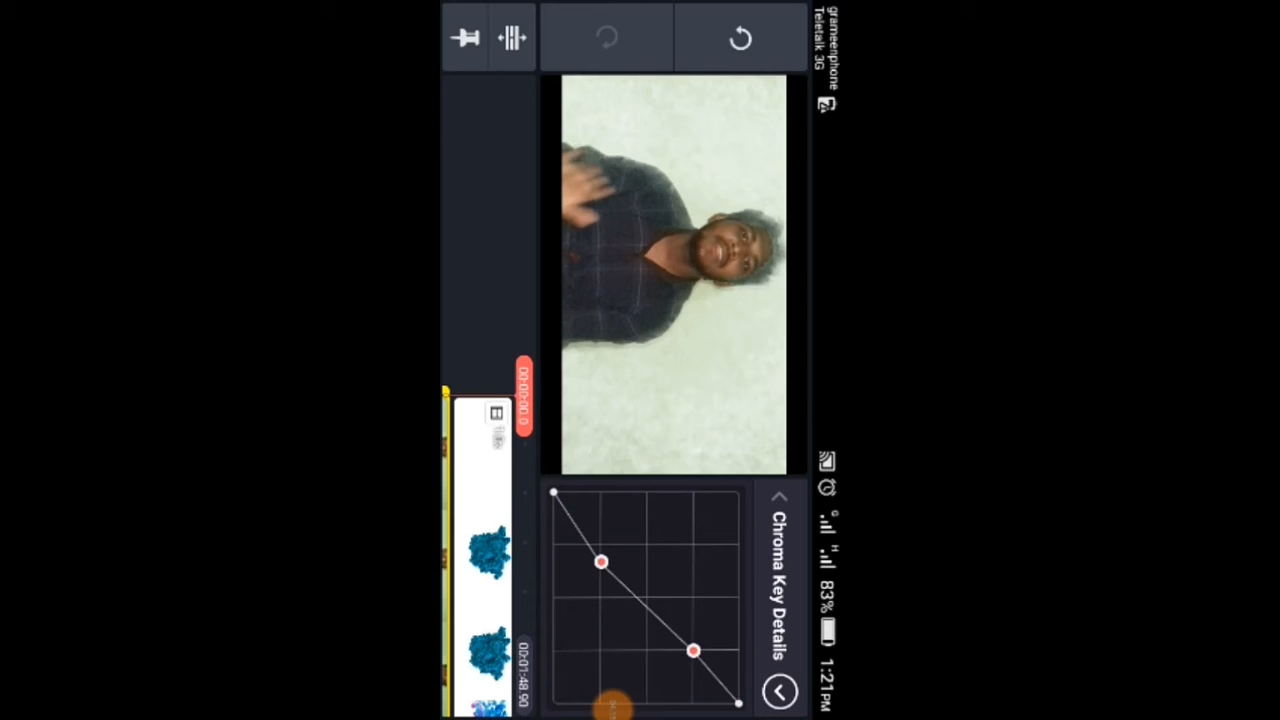 grameenphone
Teletalk 3G
G
H
83%
1:21PM
Chroma Key Details
00:00:00.0
00:01:48.90